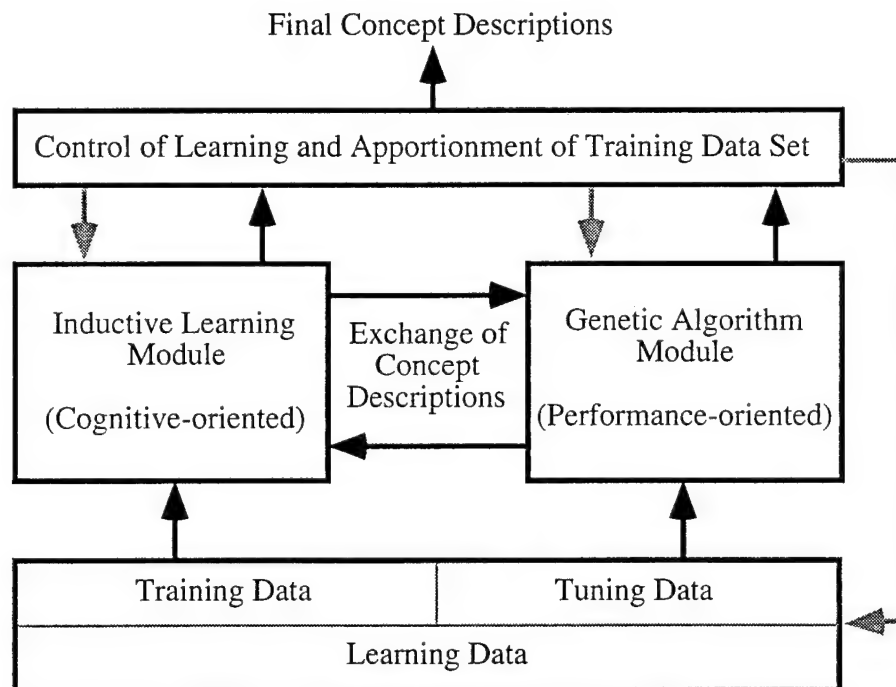 Final Concept Descriptions
Control of Learning and Apportionment of Training Data Set
Inductive Learning
Module
(Cognitive-oriented)
Exchange of
Concept
Descriptions
Genetic Algorithm
Module
(Performance-oriented)
Training Data
Tuning Data
Learning Data